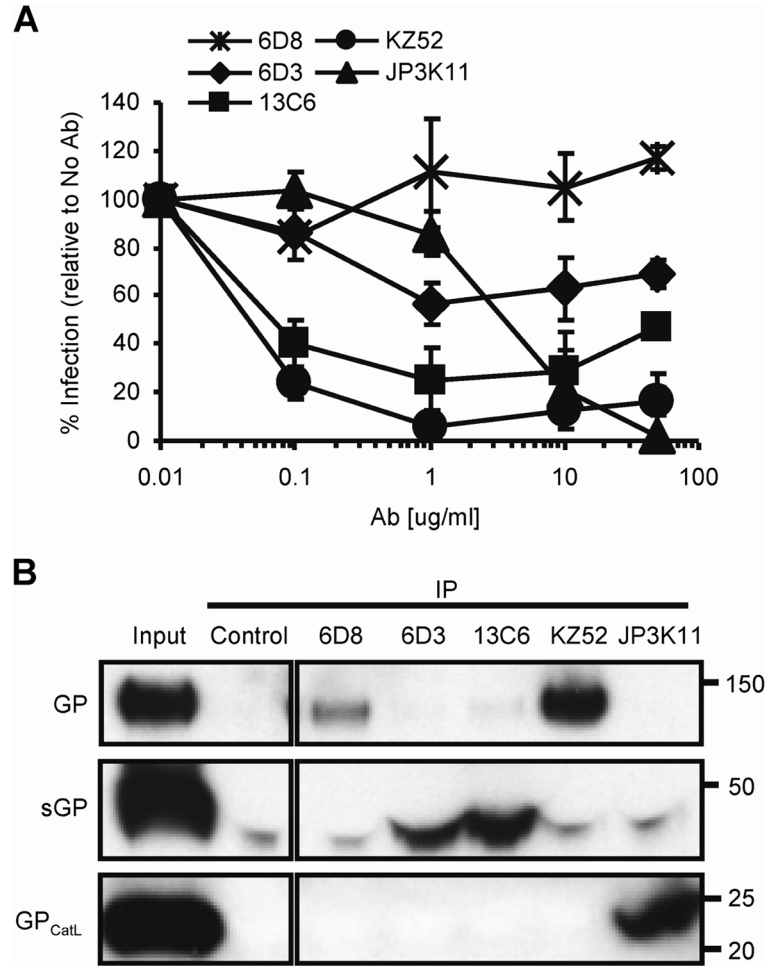 A
6D8 KZ52
6D3 JP3K11
13C6
140
120
100
80
60
40
20
0
% Infection (relative to No Ab)
0.01 0.1 1 10 100
Ab [ug/ml]
B
IP
Input Control 6D8 6D3 13C6 KZ52 JP3K11
GP
150
sGP
50
GPCatL
25
20